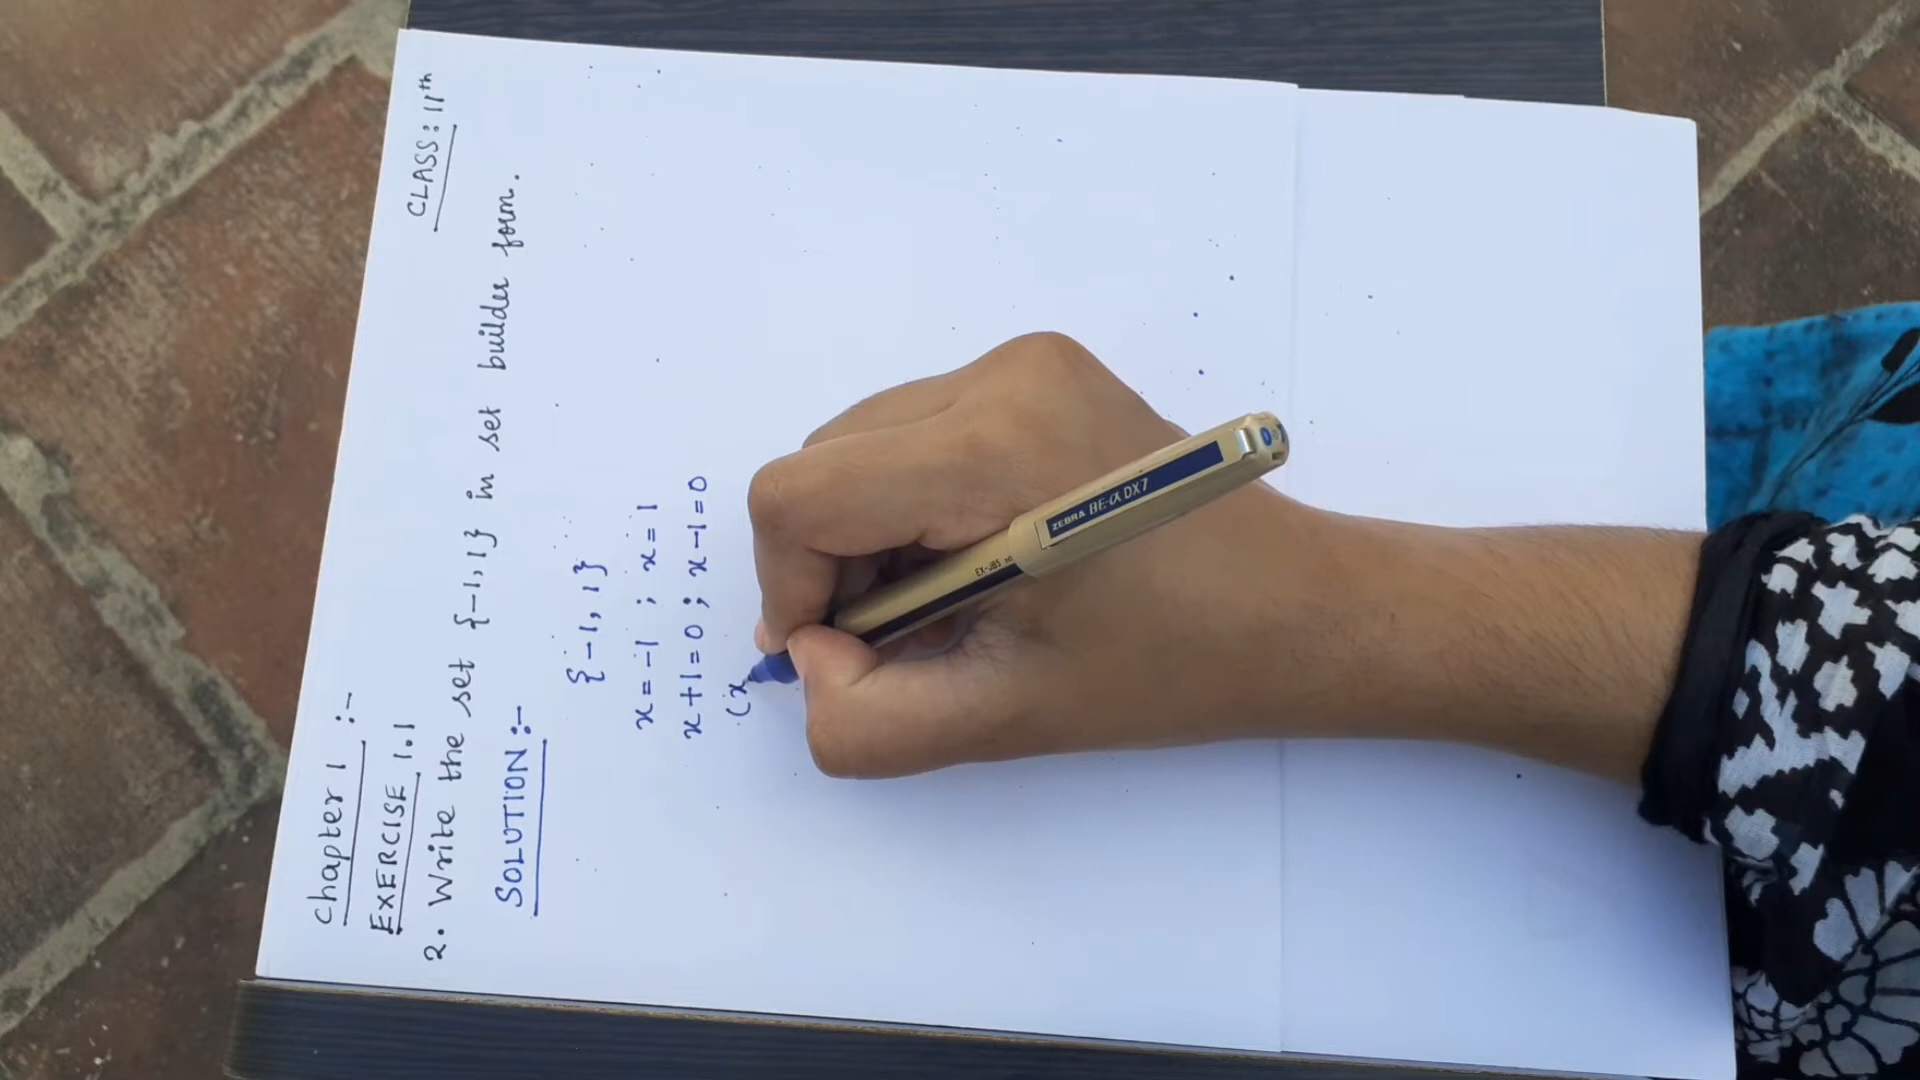 CLASS: 11th
Chapter 1 :-
EXERCISE 1.1
2. Write the set {-1, 1} in set builder form.
SOLUTION :-
{-1, 1}
x = -1 ; x = 1
x + 1 = 0 ; x - 1 = 0
(x
ZEBRA BE-α DX7